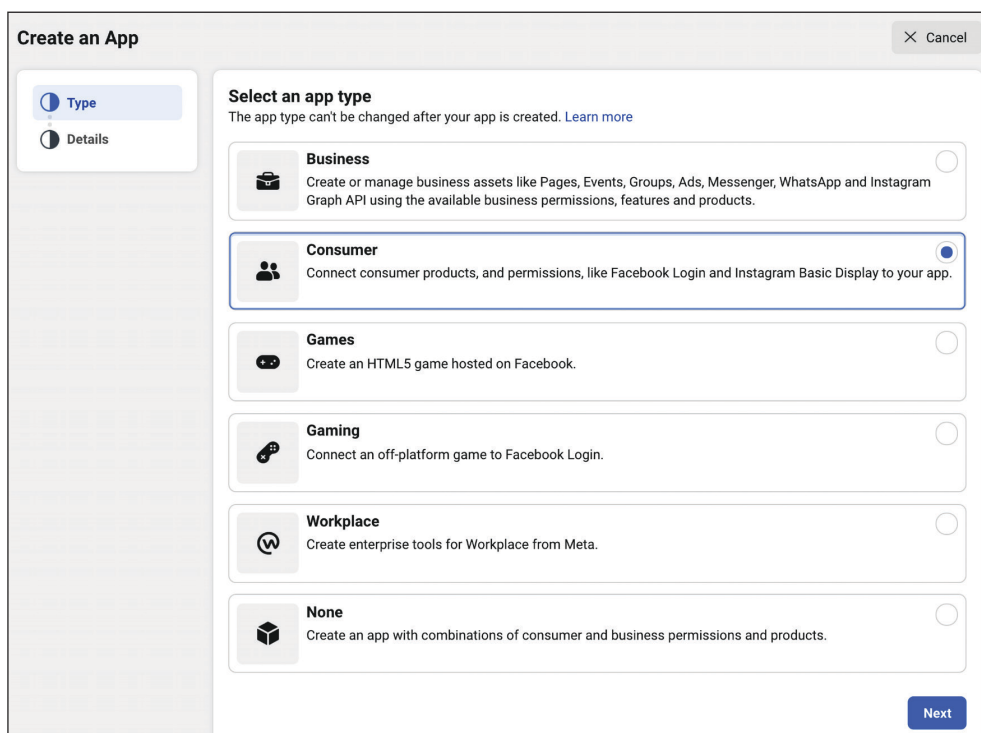 Create an App
Cancel
Type
Details
Select an app type
The app type can't be changed after your app is created. Learn more
Business
Create or manage business assets like Pages, Events, Groups, Ads, Messenger, WhatsApp and Instagram
Graph API using the available business permissions, features and products.
Consumer
Connect consumer products, and permissions, like Facebook Login and Instagram Basic Display to your app.
Games
Create an HTML5 game hosted on Facebook.
Gaming
Connect an off-platform game to Facebook Login.
Workplace
Create enterprise tools for Workplace from Meta.
None
Create an app with combinations of consumer and business permissions and products.
Next